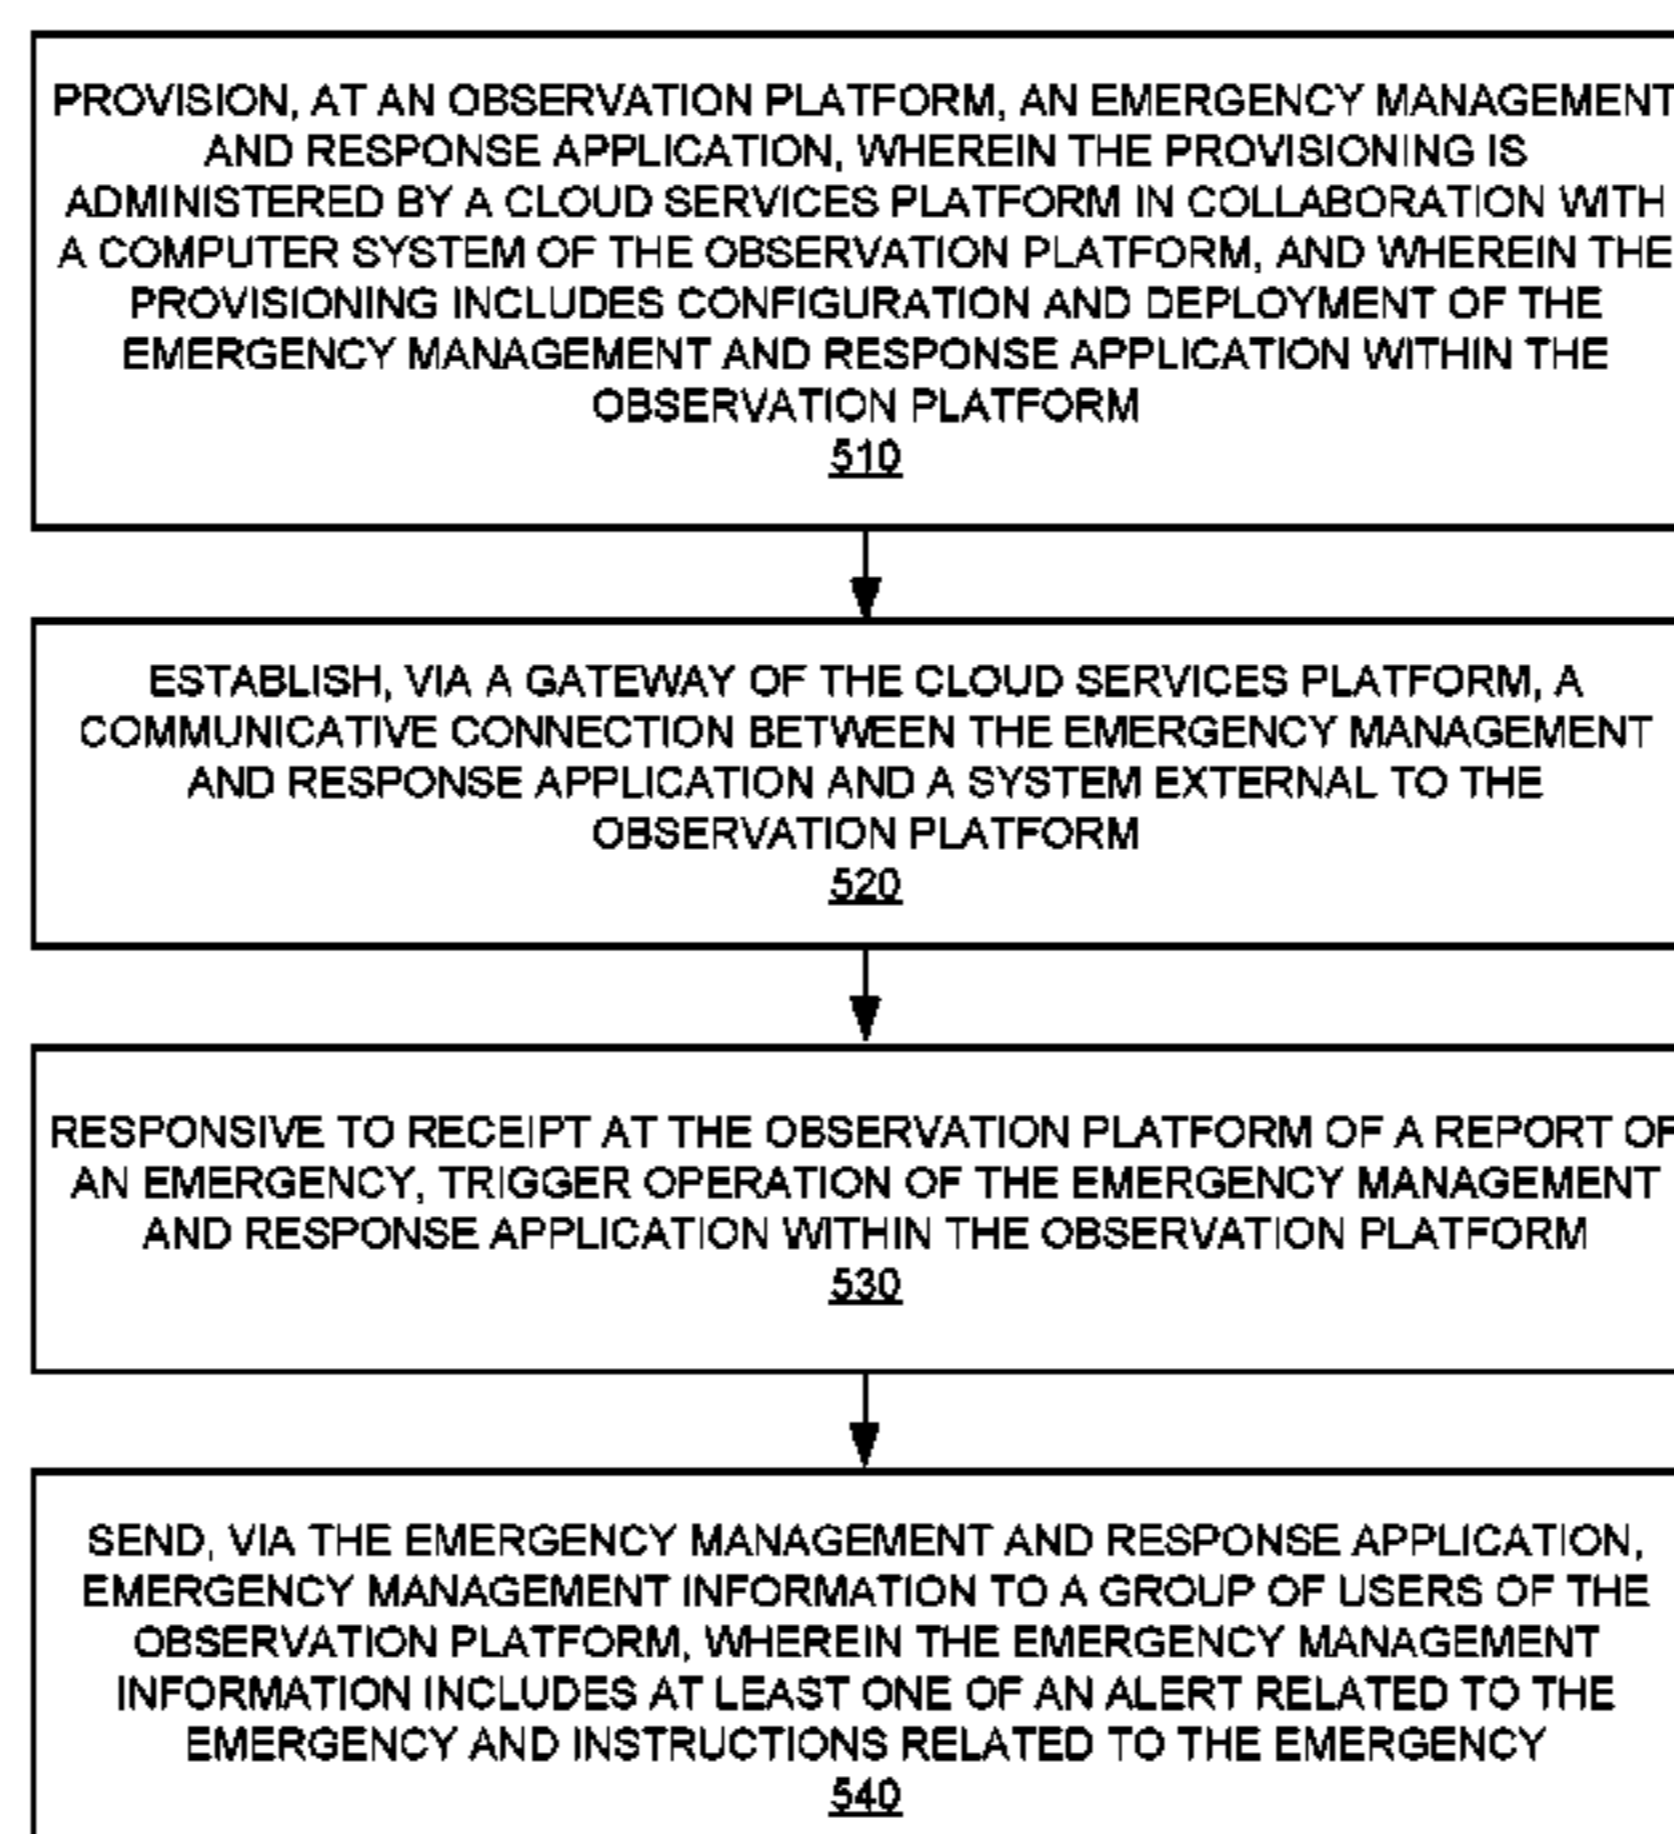 PROVISION, AT AN OBSERVATION PLATFORM, AN EMERGENCY MANAGEMENT
AND RESPONSE APPLICATION, WHEREIN THE PROVISIONING IS
ADMINISTERED BY A CLOUD SERVICES PLATFORM IN COLLABORATION WITH
A COMPUTER SYSTEM OF THE OBSERVATION PLATFORM, AND WHEREIN THE
PROVISIONING INCLUDES CONFIGURATION AND DEPLOYMENT OF THE
EMERGENCY MANAGEMENT AND RESPONSE APPLICATION WITHIN THE
OBSERVATION PLATFORM
510
ESTABLISH, VIA A GATEWAY OF THE CLOUD SERVICES PLATFORM, A
COMMUNICATIVE CONNECTION BETWEEN THE EMERGENCY MANAGEMENT
AND RESPONSE APPLICATION AND A SYSTEM EXTERNAL TO THE
OBSERVATION PLATFORM
520
RESPONSIVE TO RECEIPT AT THE OBSERVATION PLATFORM OF A REPORT OF
AN EMERGENCY, TRIGGER OPERATION OF THE EMERGENCY MANAGEMENT
AND RESPONSE APPLICATION WITHIN THE OBSERVATION PLATFORM
530
SEND, VIA THE EMERGENCY MANAGEMENT AND RESPONSE APPLICATION,
EMERGENCY MANAGEMENT INFORMATION TO A GROUP OF USERS OF THE
OBSERVATION PLATFORM, WHEREIN THE EMERGENCY MANAGEMENT
INFORMATION INCLUDES AT LEAST ONE OF AN ALERT RELATED TO THE
EMERGENCY AND INSTRUCTIONS RELATED TO THE EMERGENCY
540